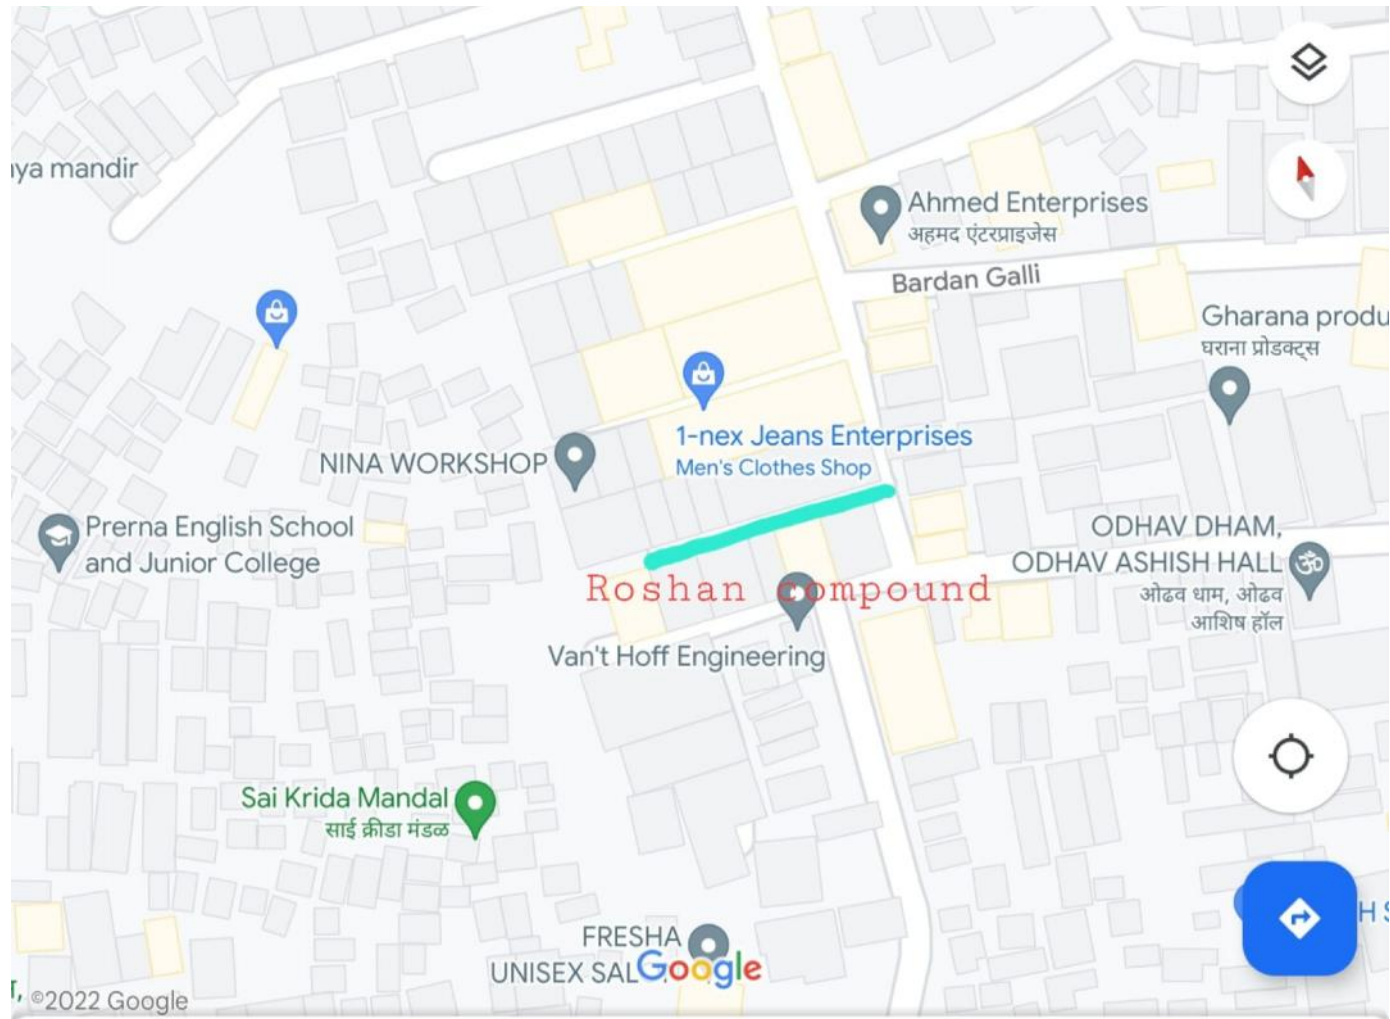 ya mandir
Ahmed Enterprises
अहमद एंटरप्राइजेस
Bardan Galli
Gharana produ
घराना प्रोडक्ट्स
1-nex Jeans Enterprises
Men's Clothes Shop
NINA WORKSHOP
Prerna English School
and Junior College
ODHAV DHAM,
ODHAV ASHISH HALL
ओढव धाम, ओढव
आशिष हॉल
Roshan compound
Van't Hoff Engineering
Sai Krida Mandal
साई क्रीडा मंडळ
FRESHA
UNISEX SAL
Google
H S
©2022 Google